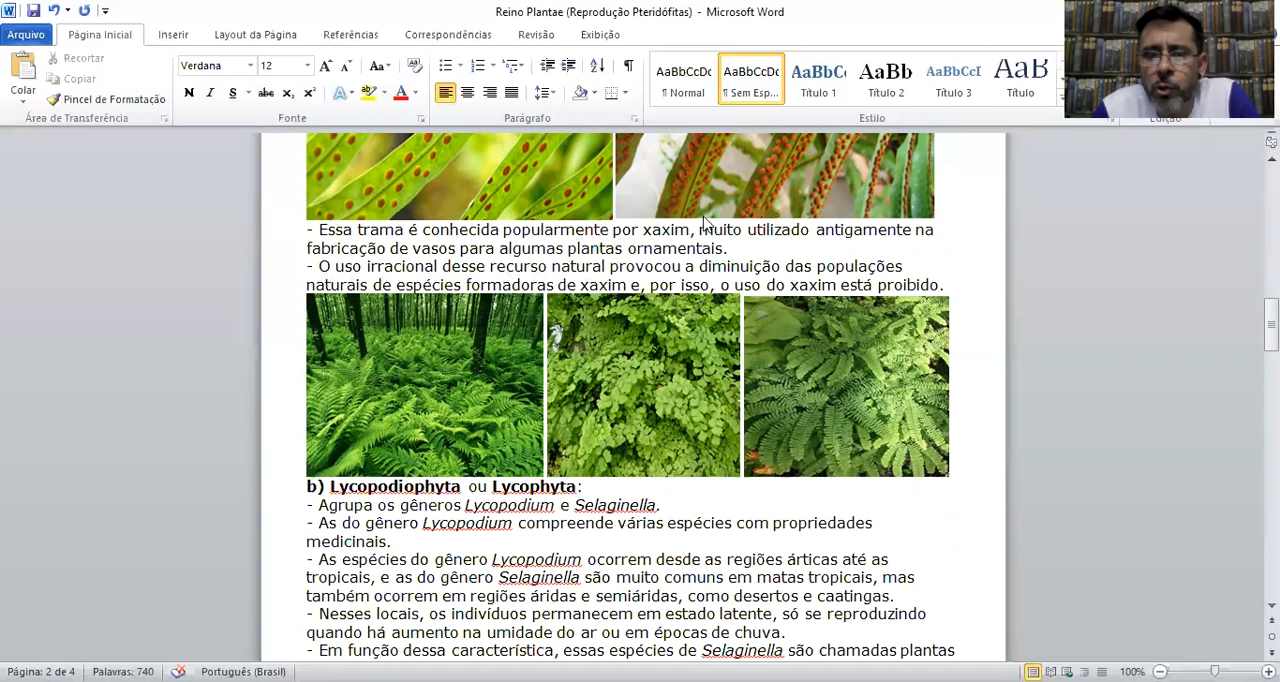 Reino Plantae (Reprodução Pteridófitas) - Microsoft Word
Arquivo Página Inicial Inserir Layout da Página Referências Correspondências Revisão Exibição
Colar
Recortar
Copiar
Pincel de Formatação
Área de Transferência
Verdana 12
N I S abc x₂ x²
Fonte
Parágrafo
AaBbCcDc AaBbCcDc AaBbC AaBb AaBbCcI AaB
¶ Normal ¶ Sem Esp... Título 1 Título 2 Título 3 Título
Estilo
- Essa trama é conhecida popularmente por xaxim, muito utilizado antigamente na
fabricação de vasos para algumas plantas ornamentais.
- O uso irracional desse recurso natural provocou a diminuição das populações
naturais de espécies formadoras de xaxim e, por isso, o uso do xaxim está proibido.
b) Lycopodiophyta ou Lycophyta:
- Agrupa os gêneros Lycopodium e Selaginella.
- As do gênero Lycopodium compreende várias espécies com propriedades
medicinais.
- As espécies do gênero Lycopodium ocorrem desde as regiões árticas até as
tropicais, e as do gênero Selaginella são muito comuns em matas tropicais, mas
também ocorrem em regiões áridas e semiáridas, como desertos e caatingas.
- Nesses locais, os indivíduos permanecem em estado latente, só se reproduzindo
quando há aumento na umidade do ar ou em épocas de chuva.
- Em função dessa característica, essas espécies de Selaginella são chamadas plantas
Página: 2 de 4 Palavras: 740 Português (Brasil) 100%